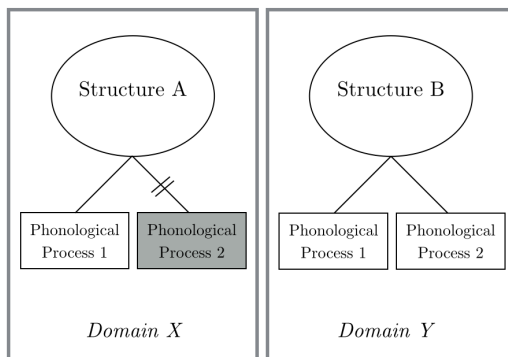 Structure A
Phonological
Process 1
Phonological
Process 2
Domain X
Structure B
Phonological
Process 1
Phonological
Process 2
Domain Y